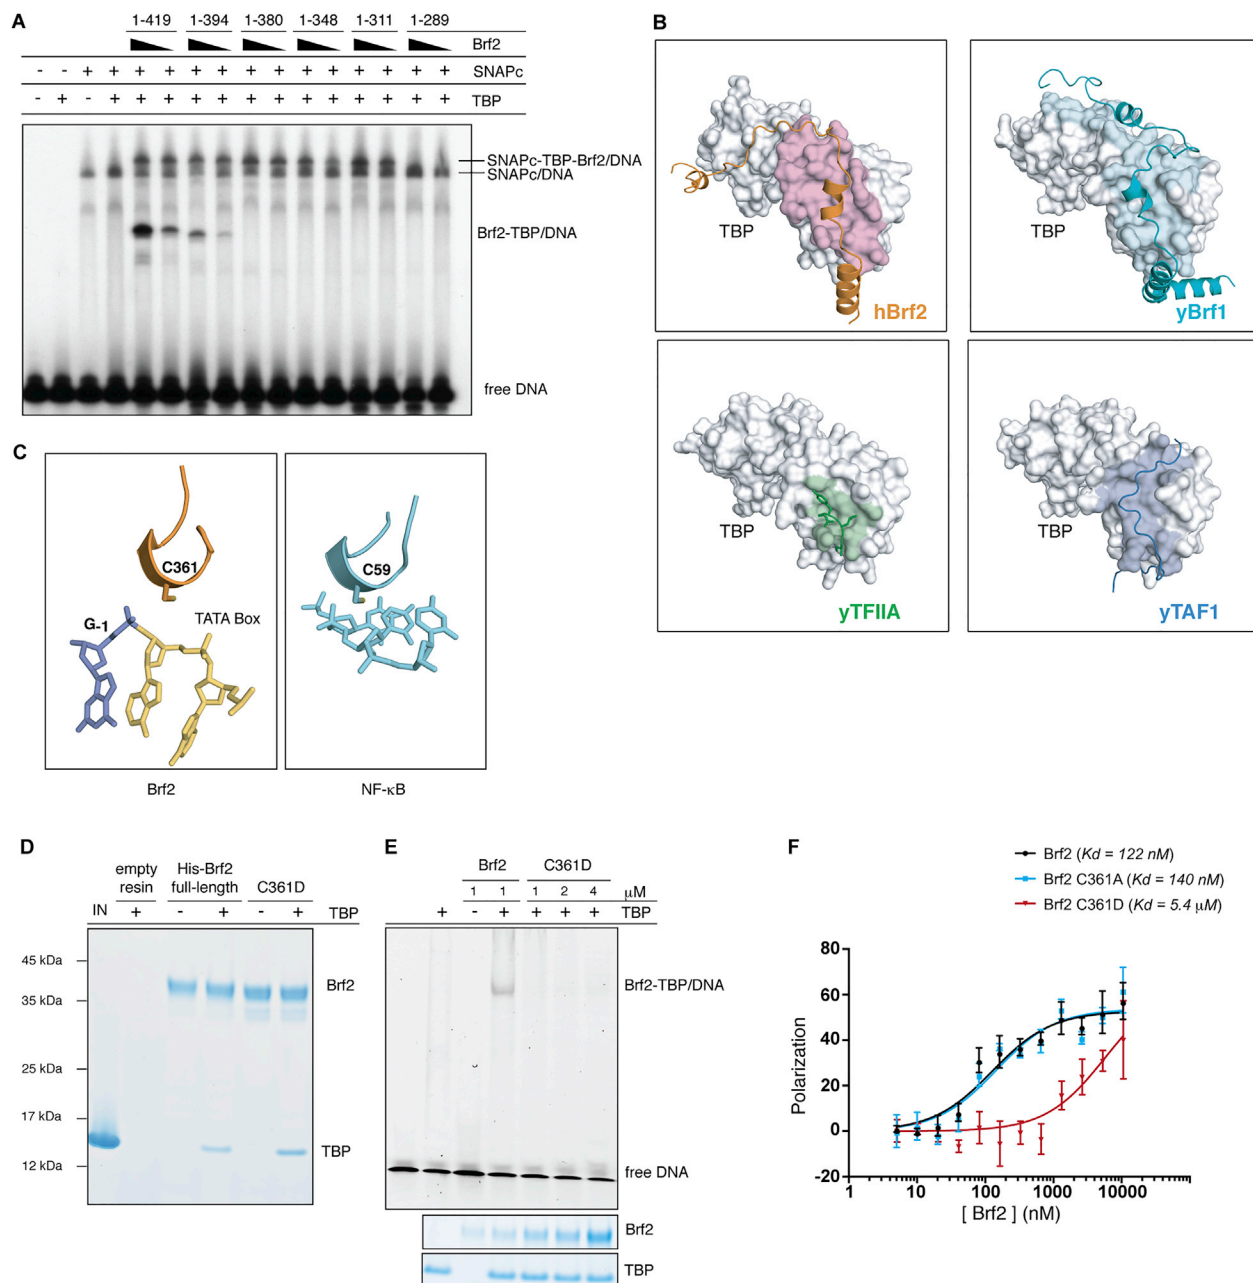 A
1-419 1-394 1-380 1-348 1-311 1-289
Brf2
- - + + + + + + + + + + + + + + SNAPc
- + - + + + + + + + + + + + + + TBP
SNAPc-TBP-Brf2/DNA
SNAPc/DNA
Brf2-TBP/DNA
free DNA
B
TBP
hBrf2
TBP
yBrf1
TBP
yTFIIA
TBP
yTAF1
C
C361
G-1
TATA Box
Brf2
C59
NF-κB
D
empty resin
His-Brf2 full-length
C361D
IN + - + - + TBP
45 kDa
35 kDa
25 kDa
17 kDa
12 kDa
Brf2
TBP
E
Brf2 C361D
1 1 1 2 4 μM
+ - + + + + TBP
Brf2-TBP/DNA
free DNA
Brf2
TBP
F
Brf2 (Kd = 122 nM)
Brf2 C361A (Kd = 140 nM)
Brf2 C361D (Kd = 5.4 μM)
Polarization
80
60
40
20
0
-20
1 10 100 1000 10000
[ Brf2 ] (nM)